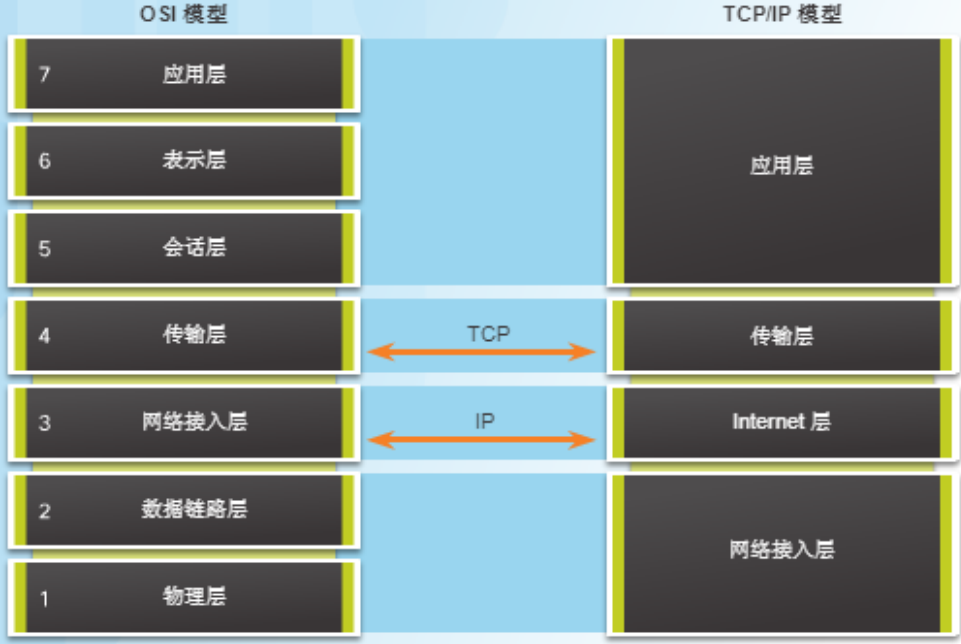 OSI 模型
TCP/IP 模型
7 应用层
6 表示层
5 会话层
应用层
4 传输层
TCP
传输层
3 网络接入层
IP
Internet 层
2 数据链路层
1 物理层
网络接入层